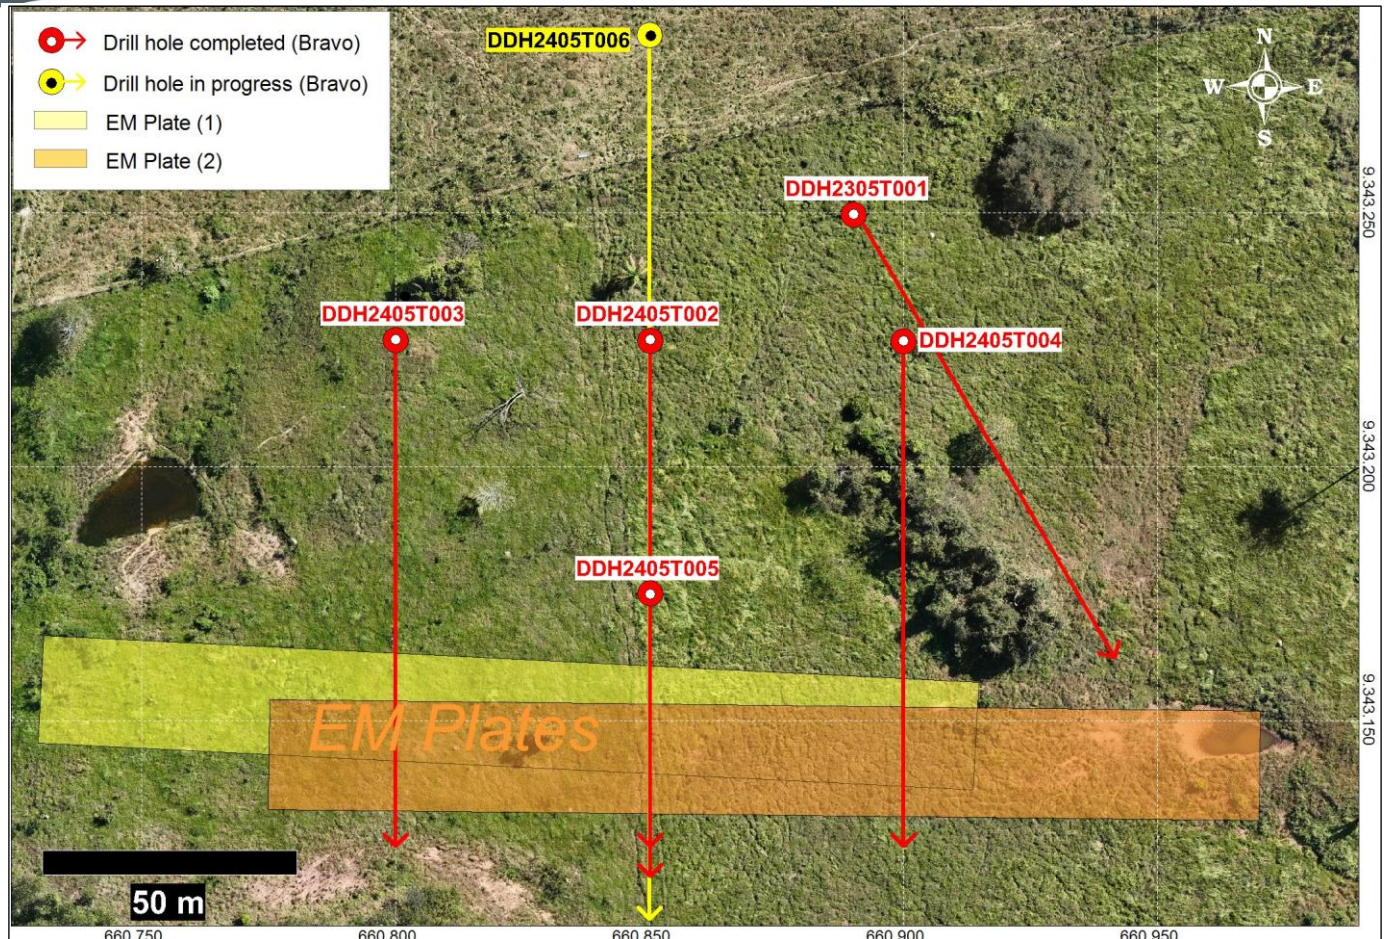 Drill hole completed (Bravo)
Drill hole in progress (Bravo)
EM Plate (1)
EM Plate (2)
DDH2405T006
N
W
E
S
DDH2305T001
9.343.250
DDH2405T003
DDH2405T002
DDH2405T004
9.343.200
DDH2405T005
EM Plates
9.343.150
50 m
660.750
660.800
660.850
660.900
660.950